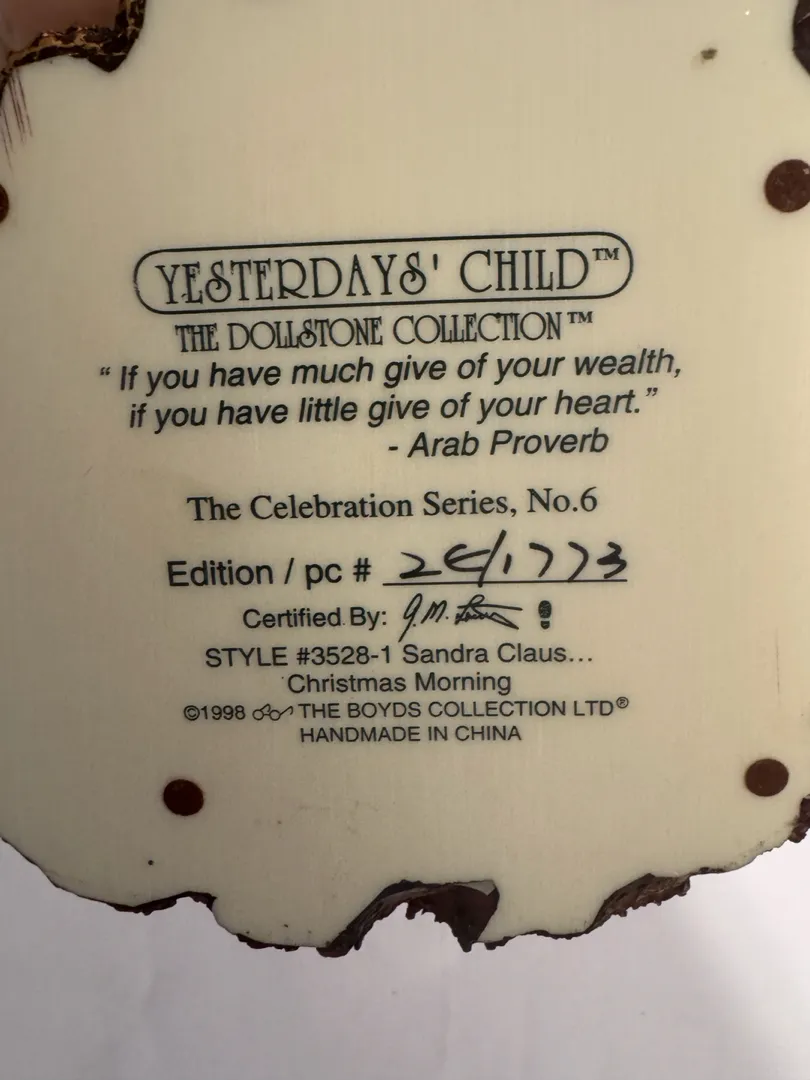 YESTERDAYS' CHILD™
THE DOLLSTONE COLLECTION™
“ If you have much give of your wealth,
if you have little give of your heart.”
- Arab Proverb
The Celebration Series, No.6
Edition / pc # 2E/1773
Certified By: G.M.
STYLE #3528-1 Sandra Claus...
Christmas Morning
©1998 THE BOYDS COLLECTION LTD®
HANDMADE IN CHINA